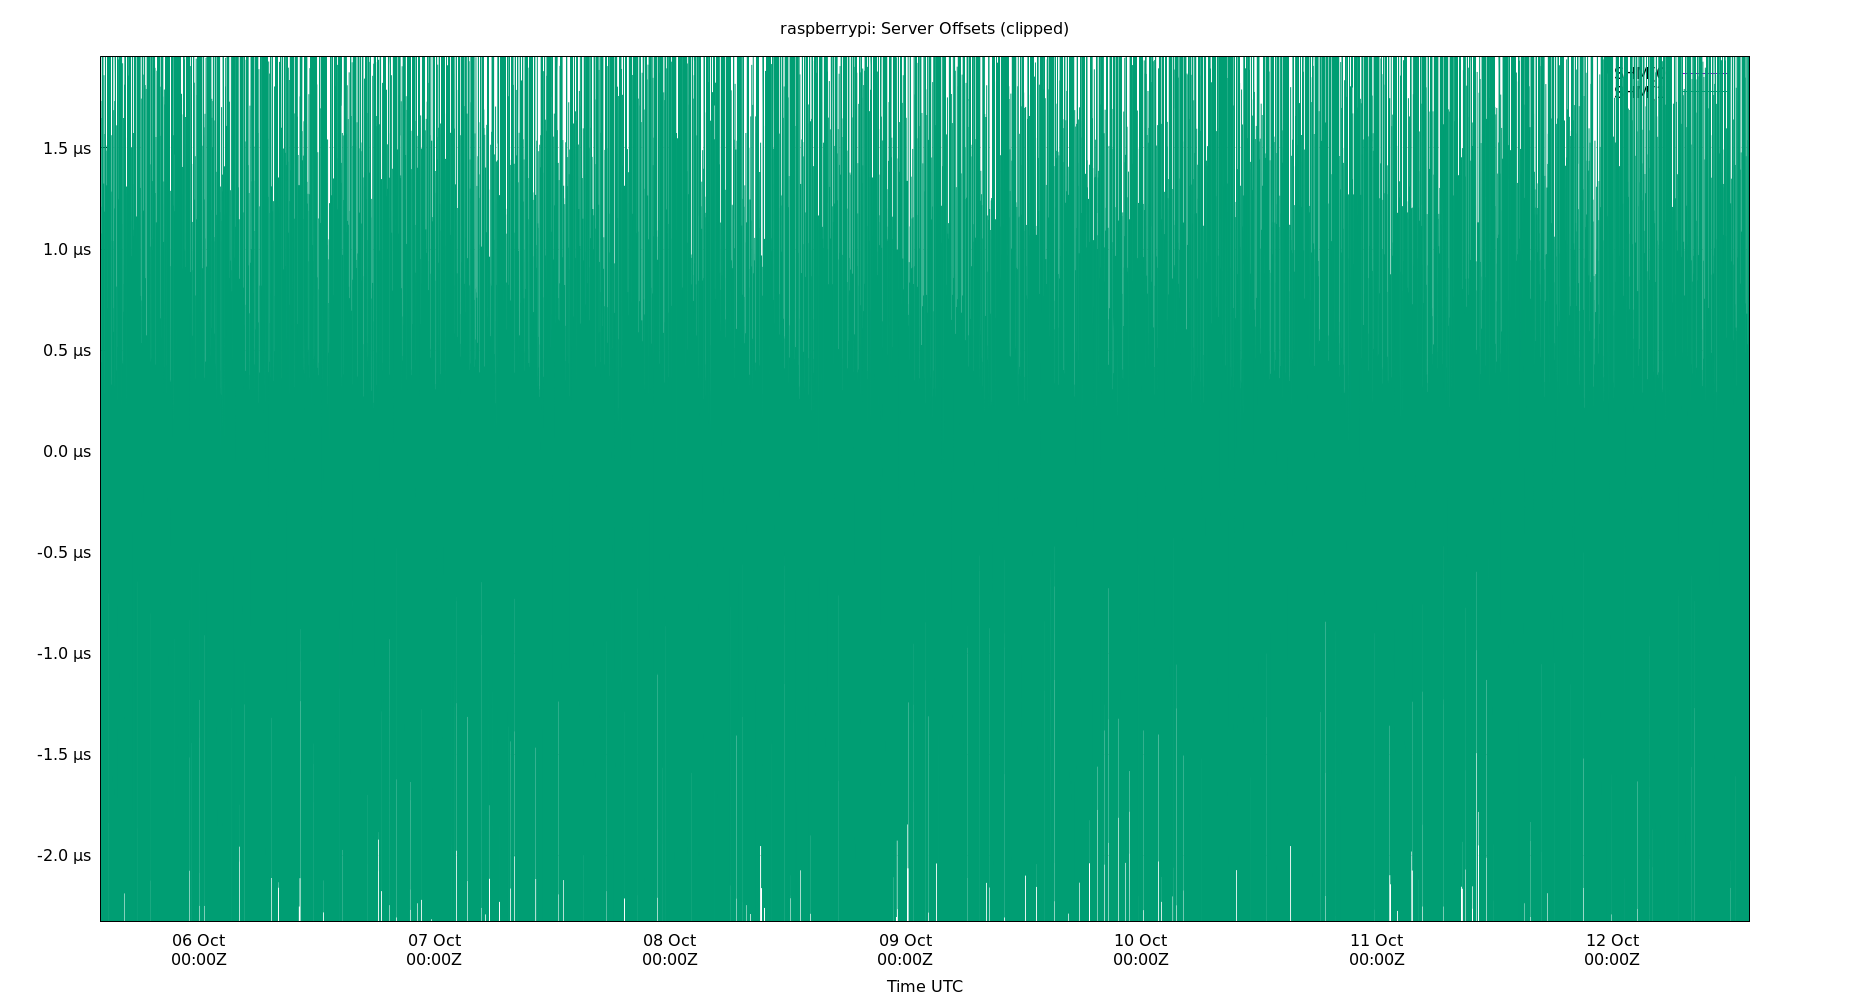 raspberrypi: Server Offsets (clipped)
1.5 µs
1.0 µs
0.5 µs
0.0 µs
-0.5 µs
-1.0 µs
-1.5 µs
-2.0 µs
06 Oct 07 Oct 08 Oct 09 Oct 10 Oct 11 Oct 12 Oct
00:00Z 00:00Z 00:00Z 00:00Z 00:00Z 00:00Z 00:00Z
Time UTC